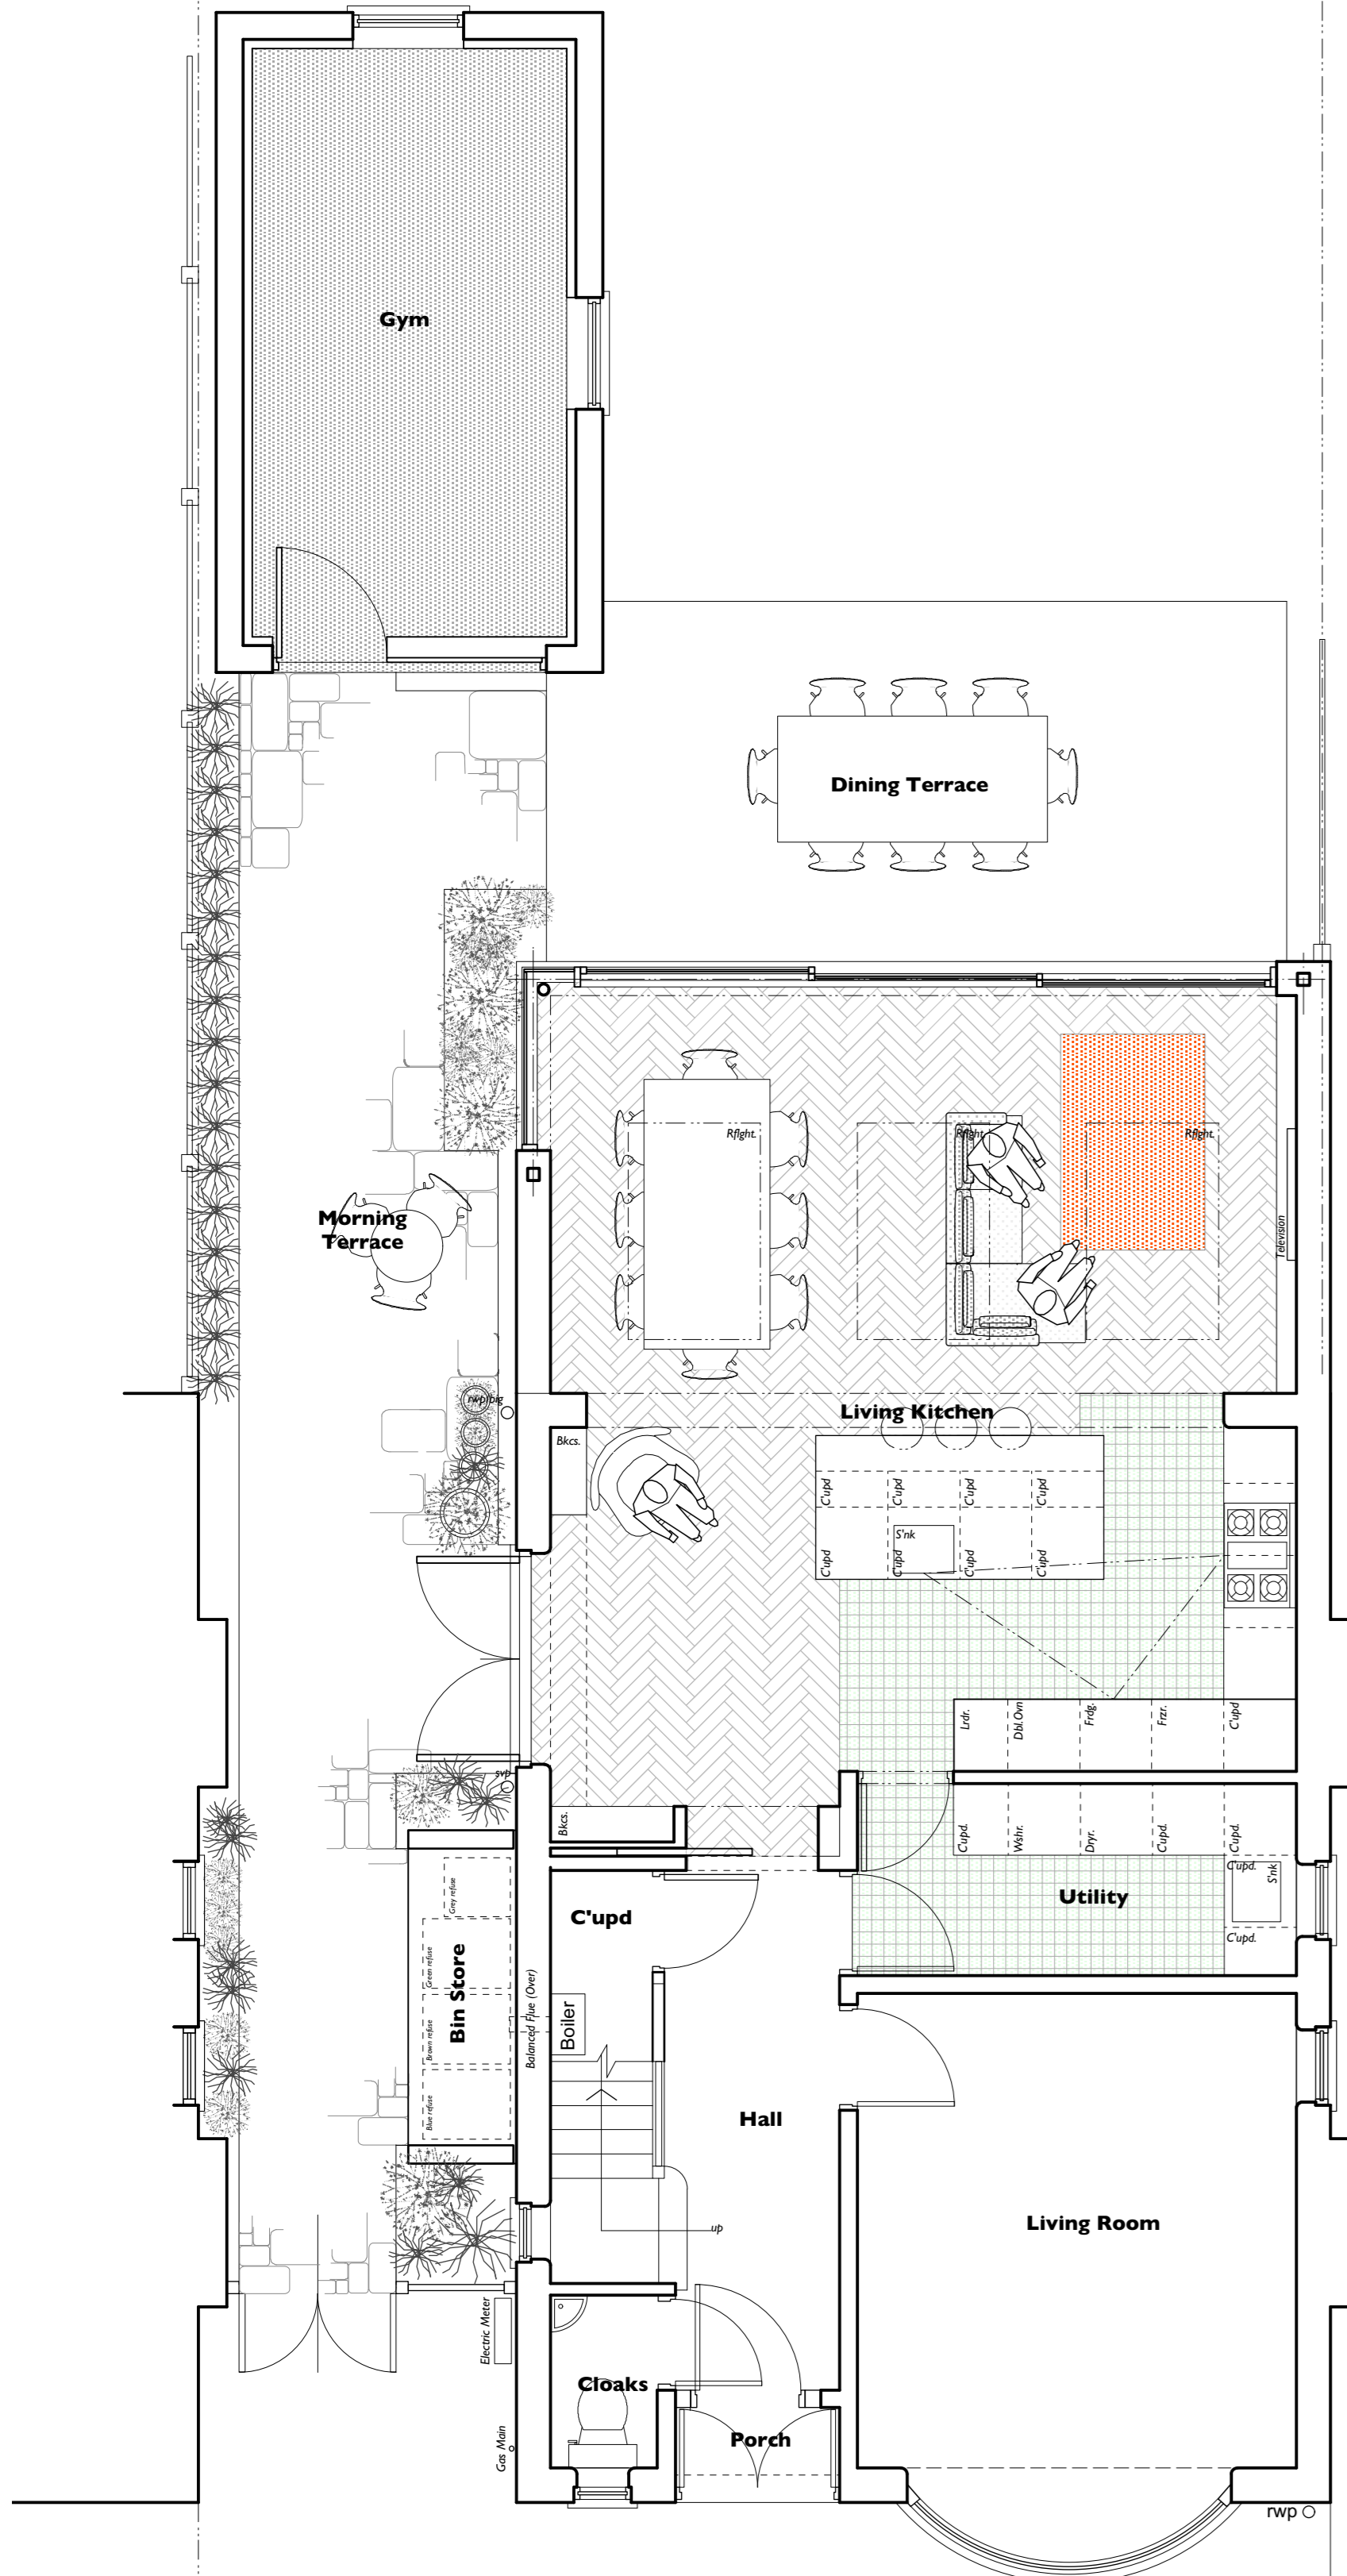 Gym
Dining Terrace
Rflght.
Rflght.
Rflght.
Television
Morning
Terrace
rwp/big
Living Kitchen
Bkcs.
C'upd
C'upd
C'upd
C'upd
S'nk
C'upd
C'upd
C'upd
C'upd
Lrdr.
Dbl.Ovn
Frdg.
Frzr.
C'upd
svp
Bkcs.
C'upd.
Wshr.
Dryr.
C'upd.
C'upd.
C'upd.
S'nk
C'upd.
Utility
C'upd
Grey refuse
Green refuse
Brown refuse
Blue refuse
Bin Store
Balanced Flue (Over)
Boiler
Hall
up
Living Room
Electric Meter
Cloaks
Gas Main
Porch
rwp